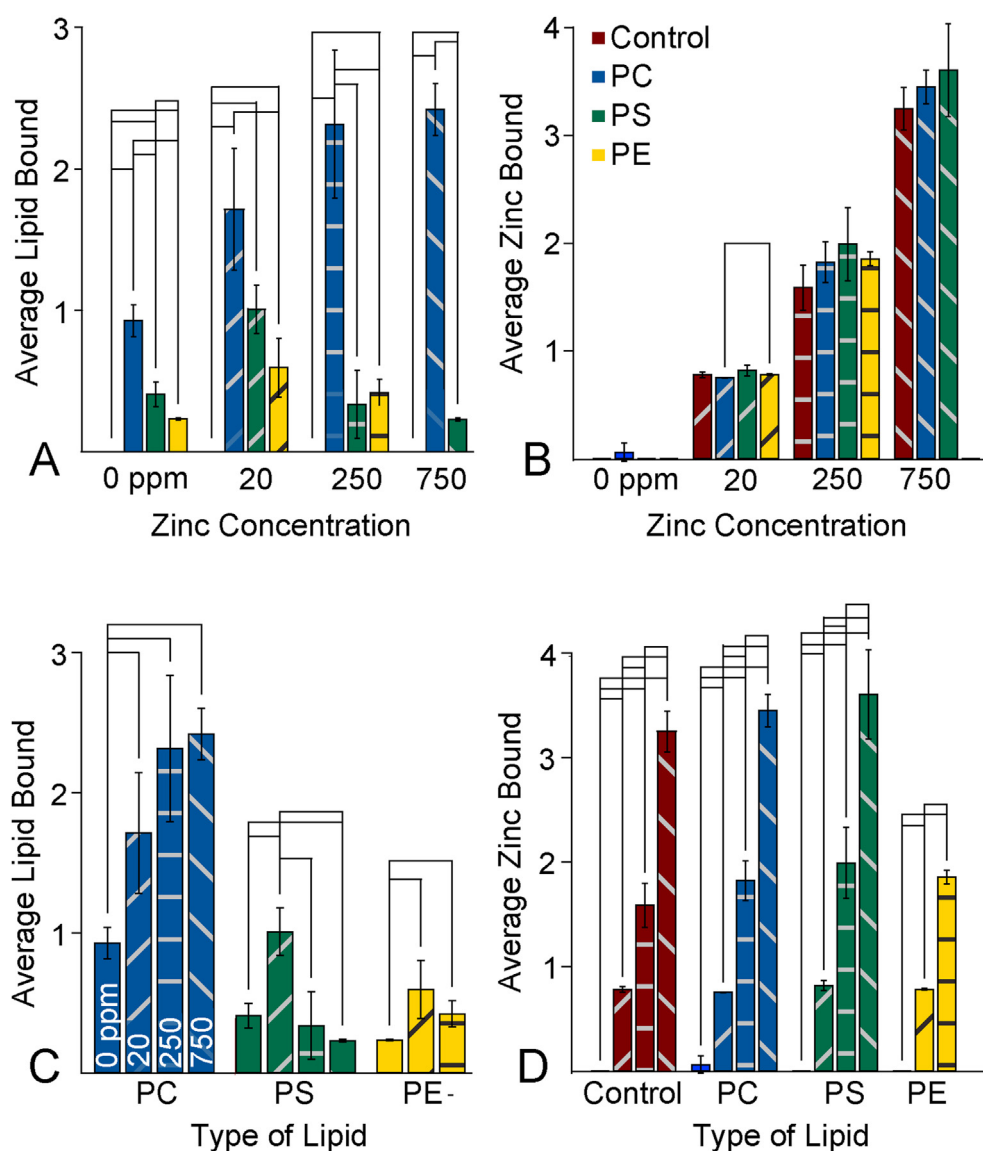 3
2
1
Average Lipid Bound
A
0 ppm
20
250
750
Zinc Concentration
4
3
2
1
Average Zinc Bound
Control
PC
PS
PE
B
0 ppm
20
250
750
Zinc Concentration
3
2
1
Average Lipid Bound
0 ppm
20
250
750
C
PC
PS
PE-
Type of Lipid
4
3
2
1
Average Zinc Bound
D
Control
PC
PS
PE
Type of Lipid